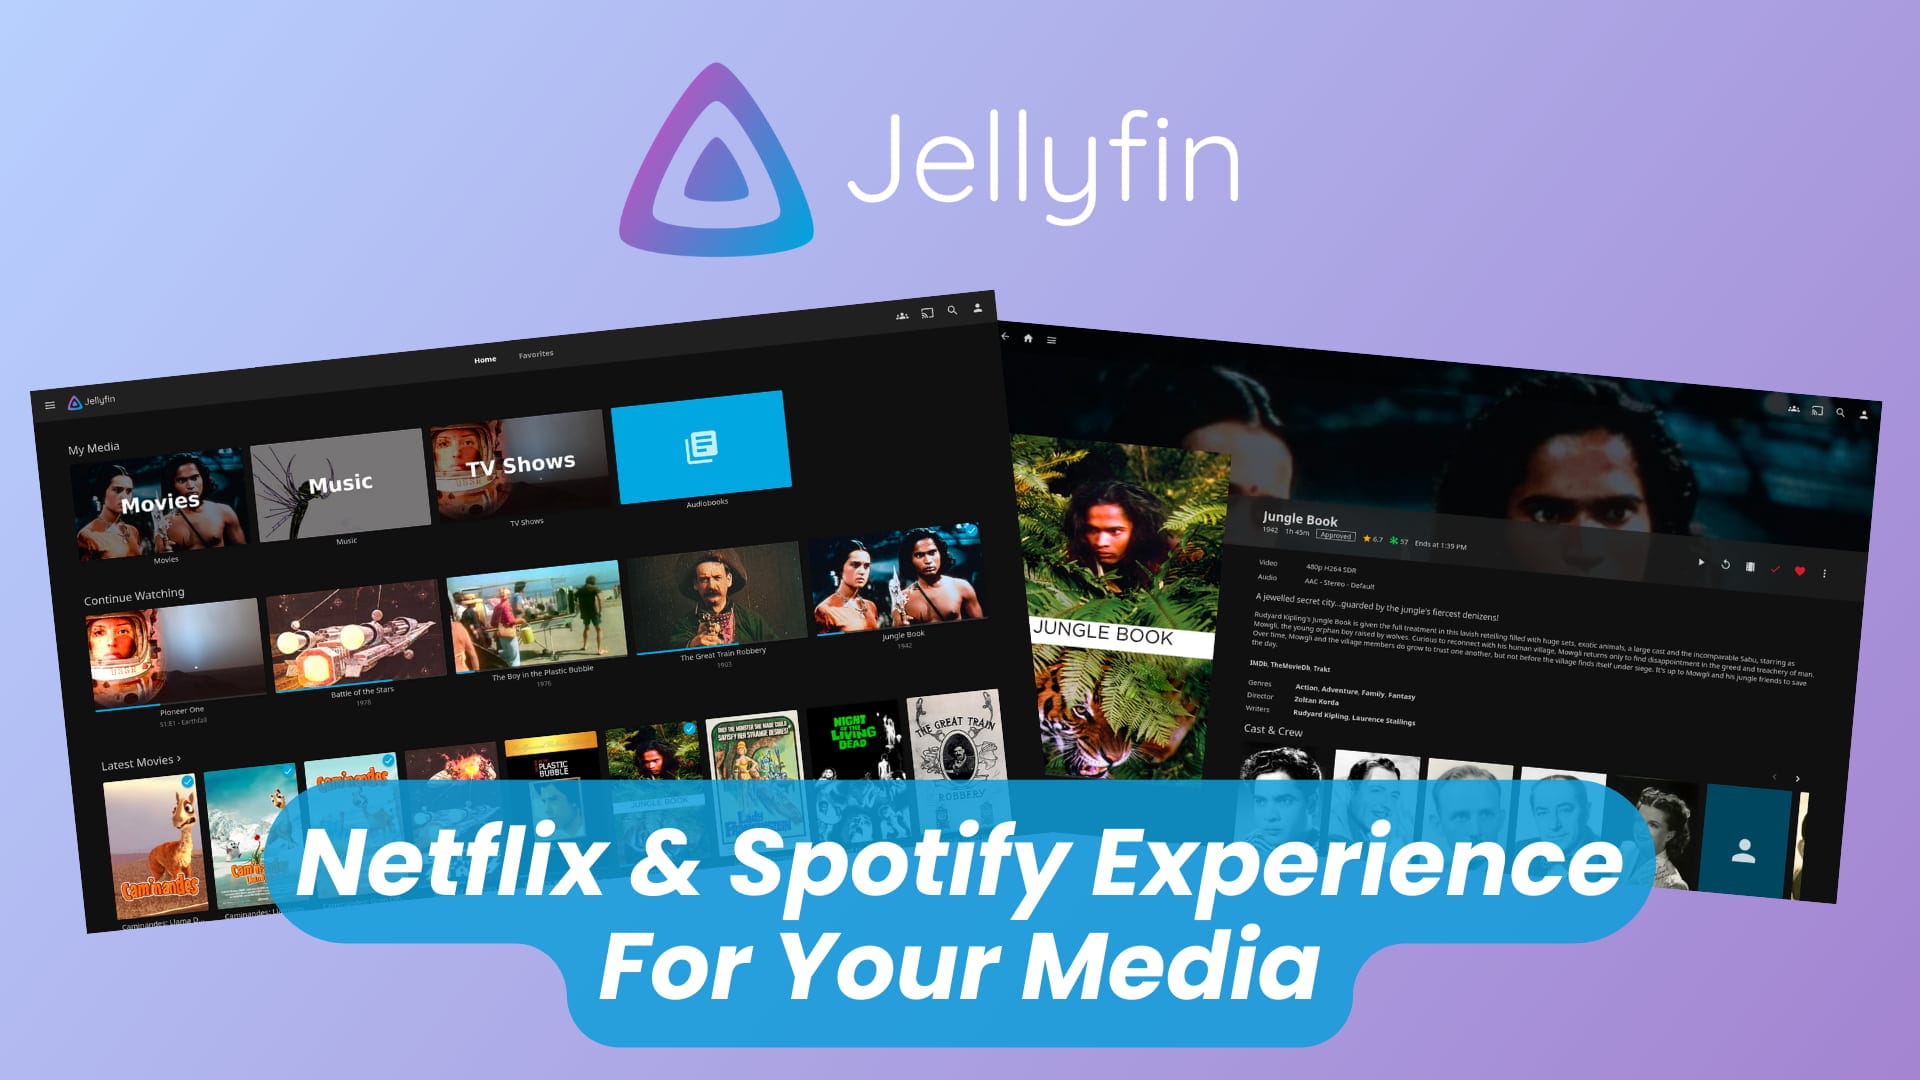 Jellyfin
Jellyfin
Home
Favorites
My Media
Movies
Music
TV Shows
Movies
Music
TV Shows
Audiobooks
Continue Watching
Pioneer One
S1:E1 - Earthfall
Battle of the Stars
1978
The Boy in the Plastic Bubble
1976
The Great Train Robbery
1903
Jungle Book
1942
Latest Movies
Caminandes
Caminandes
PLASTIC
BUBBLE
JUNGLE BOOK
NIGHT
OF THE
LIVING
DEAD
THE GREAT TRAIN
ROBBERY
Caminandes: Llama D...
JUNGLE BOOK
Jungle Book
1942 1h 45m Approved 6.7 57 Ends at 1:39 PM
Video 480p H264 SDR
Audio AAC - Stereo - Default
A jewelled secret city...guarded by the jungle's fiercest denizens!
Rudyard Kipling's Jungle Book is given the full treatment in this lavish retelling filled with huge sets, exotic animals, a large cast and the incomparable Sabu, starring as
Mowgli, the young orphan boy raised by wolves. Curious to reconnect with his human village, Mowgli returns only to find disappointment in the greed and treachery of man.
Over time, Mowgli and the village members do grow to trust one another, but not before the village finds itself under siege. It's up to Mowgli and his jungle friends to save
the day.
IMDb, TheMovieDb, Trakt
Genres Action, Adventure, Family, Fantasy
Director Zoltan Korda
Writers Rudyard Kipling, Laurence Stallings
Cast & Crew
Netflix & Spotify Experience
For Your Media